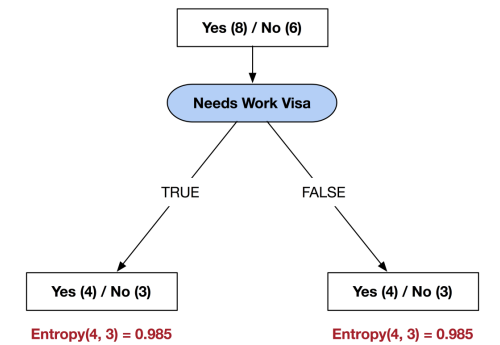 Yes (8) / No (6)
Needs Work Visa
TRUE
FALSE
Yes (4) / No (3)
Yes (4) / No (3)
Entropy(4, 3) = 0.985
Entropy(4, 3) = 0.985